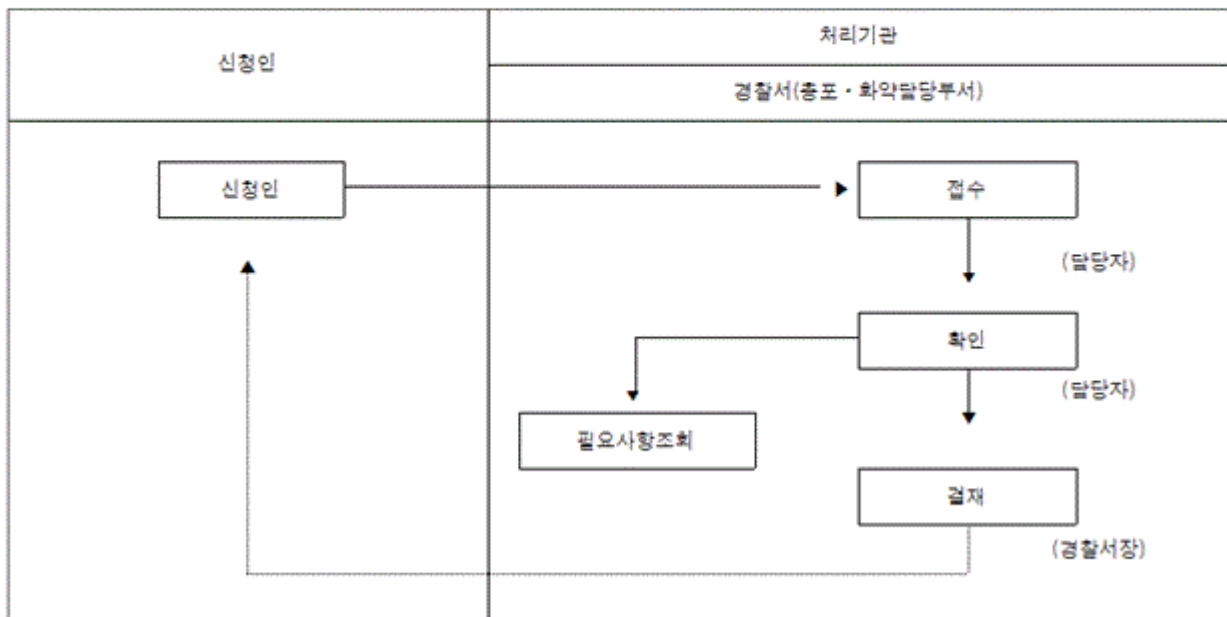 신청인
처리기관
경찰서(총포·화약담당부서)
신청인
접수
(담당자)
확인
(담당자)
필요사항조회
결재
(경찰서장)